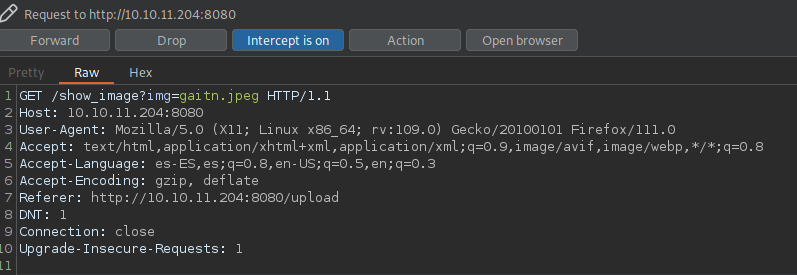 Request to http://10.10.11.204:8080
Forward Drop Intercept is on Action Open browser
Pretty Raw Hex
1 GET /show_image?img=gaitn.jpeg HTTP/1.1
2 Host: 10.10.11.204:8080
3 User-Agent: Mozilla/5.0 (X11; Linux x86_64; rv:109.0) Gecko/20100101 Firefox/111.0
4 Accept: text/html,application/xhtml+xml,application/xml;q=0.9,image/avif,image/webp,*/*;q=0.8
5 Accept-Language: es-ES,es;q=0.8,en-US;q=0.5,en;q=0.3
6 Accept-Encoding: gzip, deflate
7 Referer: http://10.10.11.204:8080/upload
8 DNT: 1
9 Connection: close
10 Upgrade-Insecure-Requests: 1
11